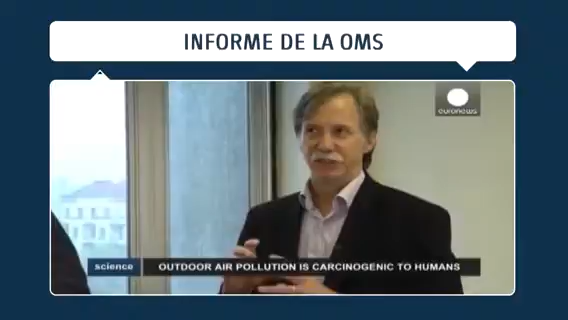 INFORME DE LA OMS
euronews
science
OUTDOOR AIR POLLUTION IS CARCINOGENIC TO HUMANS